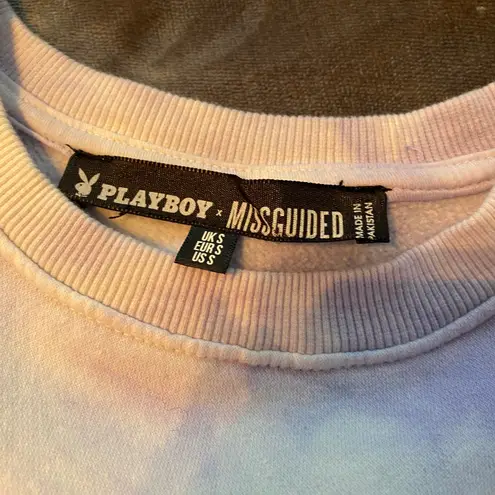 PLAYBOY x MISSGUIDED
MADE IN
PAKISTAN
UK S
EUR S
US S